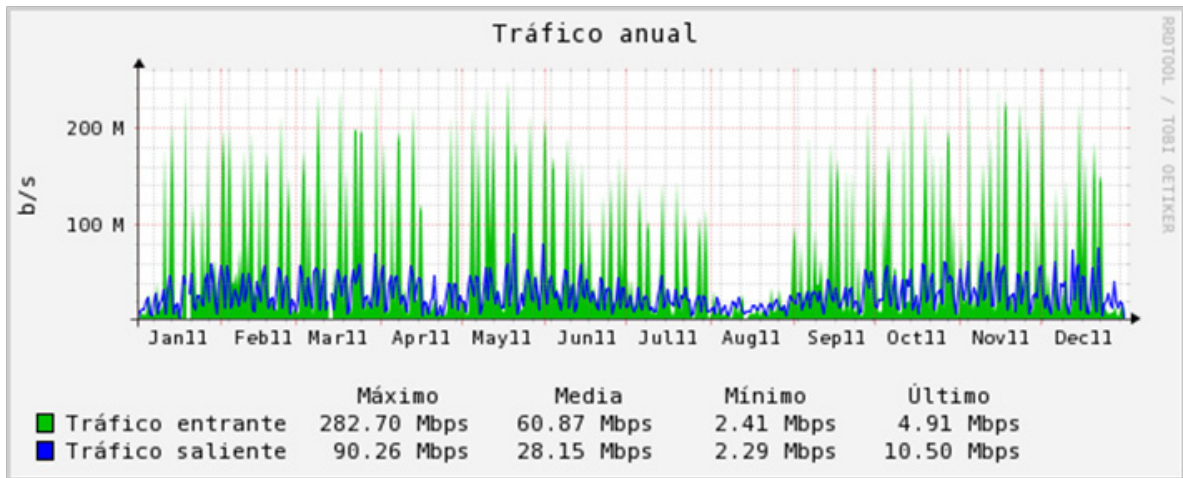 Tráfico anual
RRDTOOL / TOBI OETIKER
b/s
200 M
100 M
Jan11 Feb11 Mar11 Apr11 May11 Jun11 Jul11 Aug11 Sep11 Oct11 Nov11 Dec11
Máximo Media Mínimo Último
Tráfico entrante 282.70 Mbps 60.87 Mbps 2.41 Mbps 4.91 Mbps
Tráfico saliente 90.26 Mbps 28.15 Mbps 2.29 Mbps 10.50 Mbps